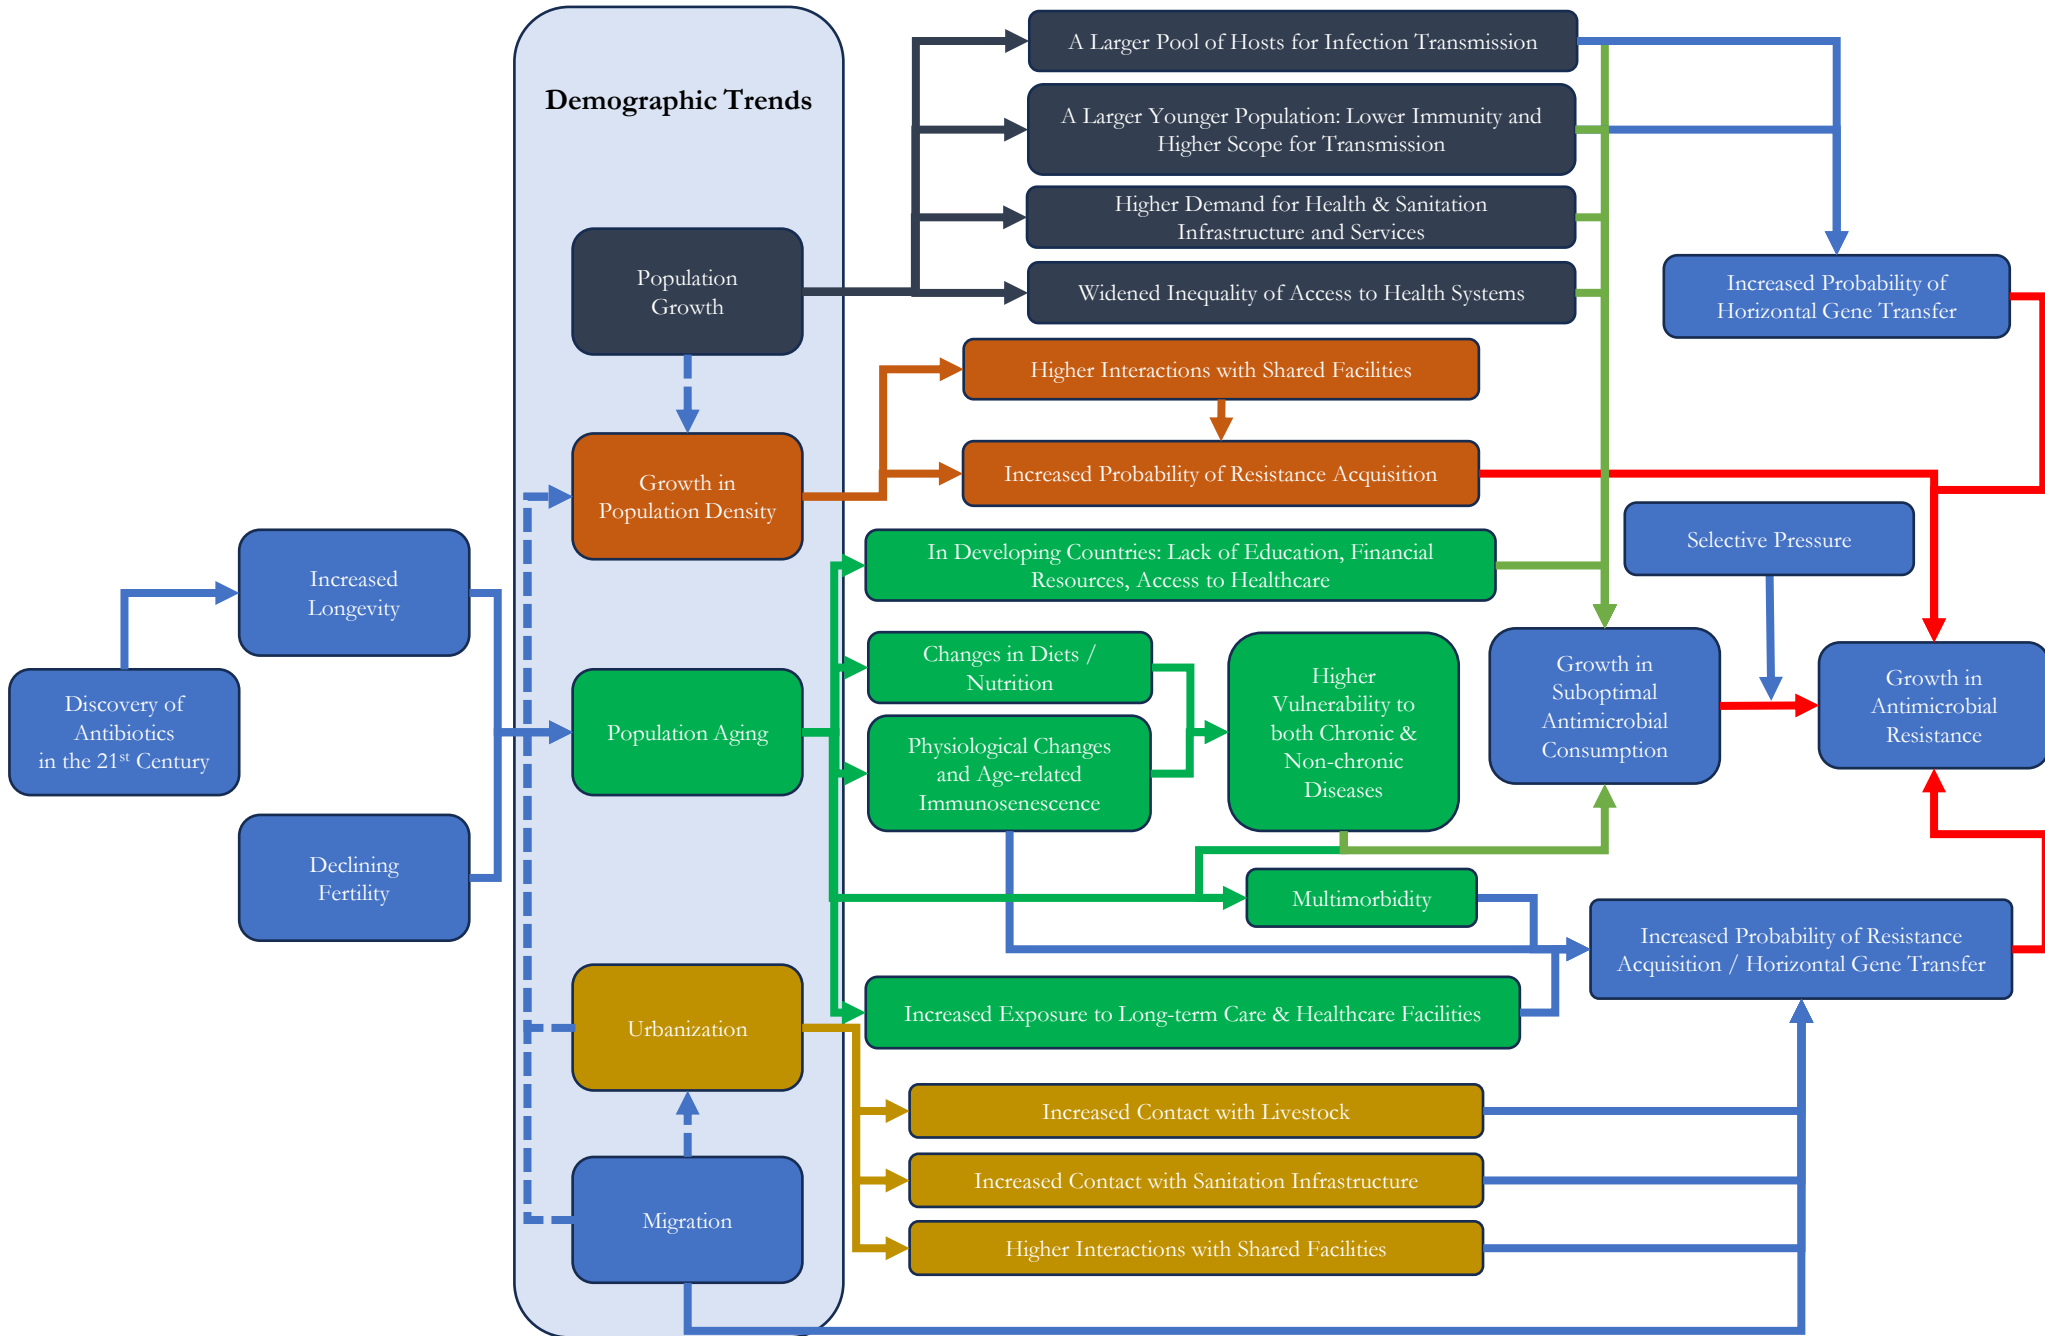 Demographic Trends
A Larger Pool of Hosts for Infection Transmission
A Larger Younger Population: Lower Immunity and
Higher Scope for Transmission
Higher Demand for Health & Sanitation
Infrastructure and Services
Widened Inequality of Access to Health Systems
Population
Growth
Increased Probability of
Horizontal Gene Transfer
Higher Interactions with Shared Facilities
Increased Probability of Resistance Acquisition
Growth in
Population Density
In Developing Countries: Lack of Education, Financial
Resources, Access to Healthcare
Selective Pressure
Increased
Longevity
Changes in Diets /
Nutrition
Higher
Vulnerability to
both Chronic &
Non-chronic
Diseases
Growth in
Suboptimal
Antimicrobial
Consumption
Growth in
Antimicrobial
Resistance
Discovery of
Antibiotics
in the 21st Century
Population Aging
Physiological Changes
and Age-related
Immunosenescence
Declining
Fertility
Multimorbidity
Increased Probability of Resistance
Acquisition / Horizontal Gene Transfer
Increased Exposure to Long-term Care & Healthcare Facilities
Urbanization
Increased Contact with Livestock
Increased Contact with Sanitation Infrastructure
Migration
Higher Interactions with Shared Facilities